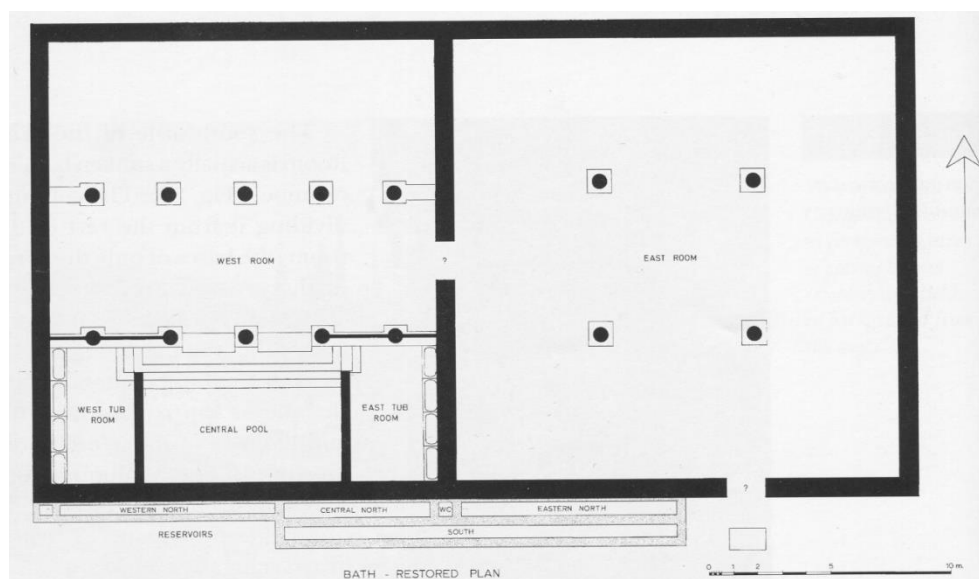 WEST ROOM
?
EAST ROOM
WEST TUB
ROOM
CENTRAL POOL
EAST TUB
ROOM
?
WESTERN NORTH
CENTRAL NORTH
WC
EASTERN NORTH
RESERVOIRS
SOUTH
BATH - RESTORED PLAN
0 1 2 5 10 m.